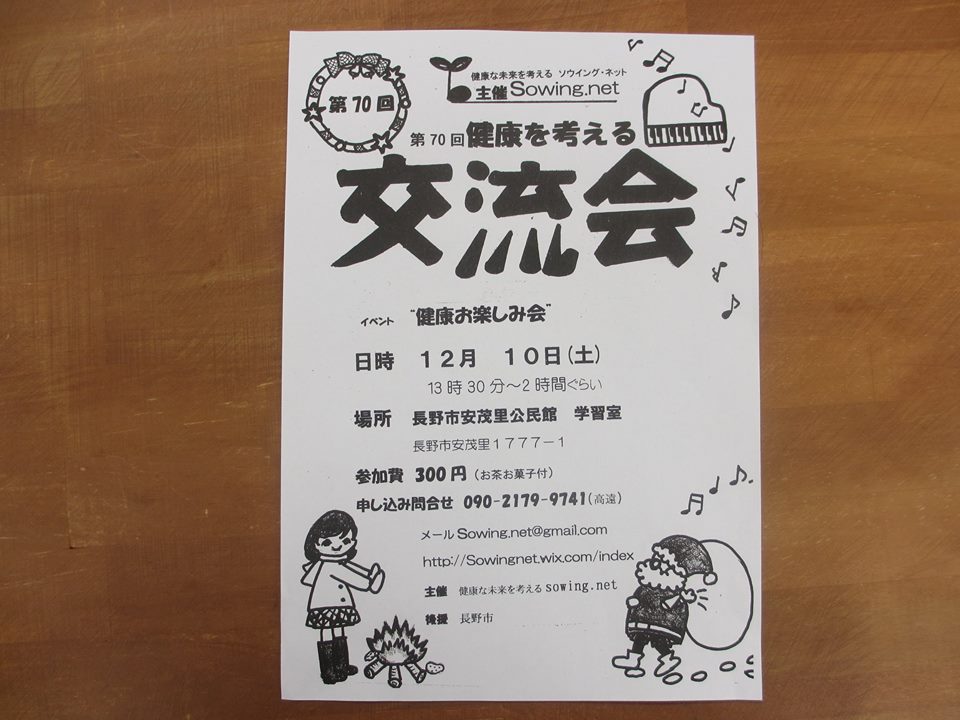 第70回
健康な未来を考える ソウイング・ネット
主催 Sowing.net
第70回 健康を考える
交流会
イベント "健康お楽しみ会"
日時 12月 10日(土)
13時30分～2時間ぐらい
場所 長野市安茂里公民館 学習室
長野市安茂里1777-1
参加費 300円 (お茶お菓子付)
申し込み問合せ 090-2179-9741(高遠)
メール Sowing.net@gmail.com
http://Sowingnet.wix.com/index
主催 健康な未来を考える sowing.net
後援 長野市